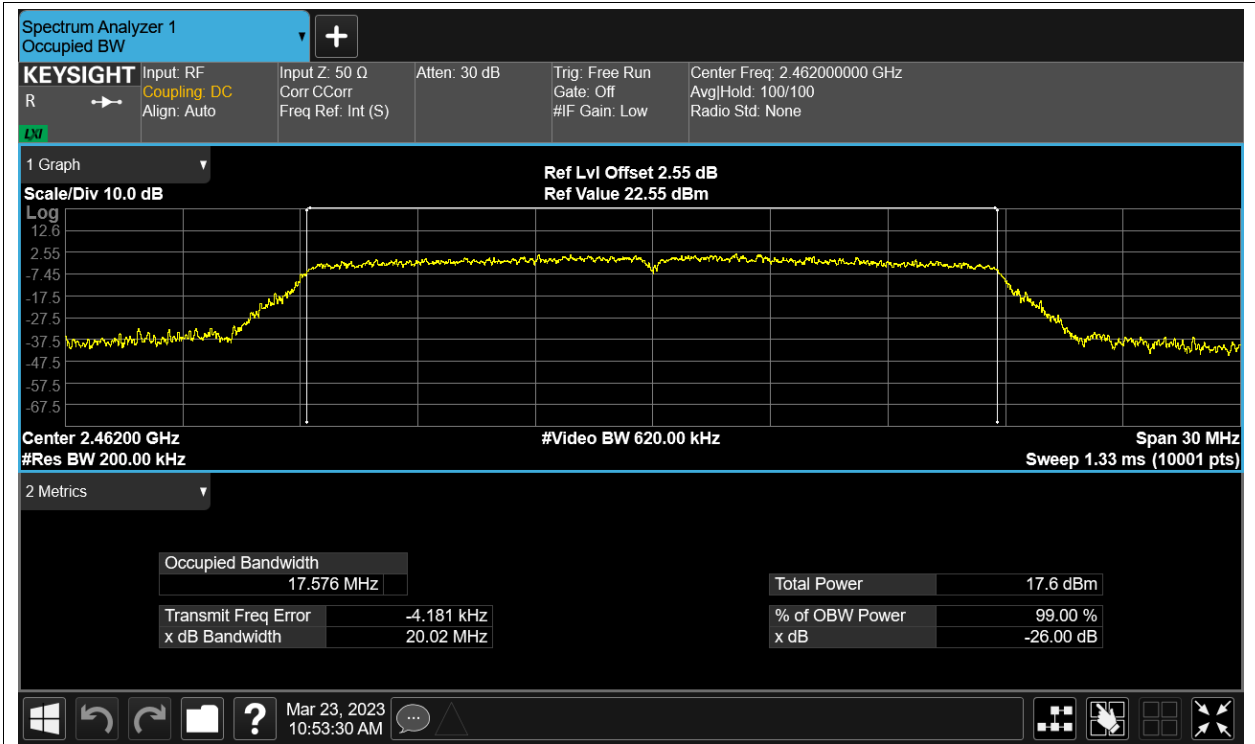 Spectrum Analyzer 1
Occupied BW
KEYSIGHT
R
LXI
Input: RF
Coupling: DC
Align: Auto
Input Z: 50 Ω
Corr CCorr
Freq Ref: Int (S)
Atten: 30 dB
Trig: Free Run
Gate: Off
#IF Gain: Low
Center Freq: 2.462000000 GHz
Avg|Hold: 100/100
Radio Std: None
1 Graph
Scale/Div 10.0 dB
Ref Lvl Offset 2.55 dB
Ref Value 22.55 dBm
Log
12.6
2.55
-7.45
-17.5
-27.5
-37.5
-47.5
-57.5
-67.5
Center 2.46200 GHz
#Res BW 200.00 kHz
#Video BW 620.00 kHz
Span 30 MHz
Sweep 1.33 ms (10001 pts)
2 Metrics
Occupied Bandwidth
17.576 MHz
Transmit Freq Error -4.181 kHz
x dB Bandwidth 20.02 MHz
Total Power 17.6 dBm
% of OBW Power 99.00 %
x dB -26.00 dB
?
Mar 23, 2023
10:53:30 AM